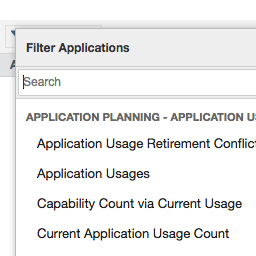 Filter Applications
Search
APPLICATION PLANNING - APPLICATION
Application Usage Retirement
Application Usages
Capability Count via Current Usage
Current Application Usage Count